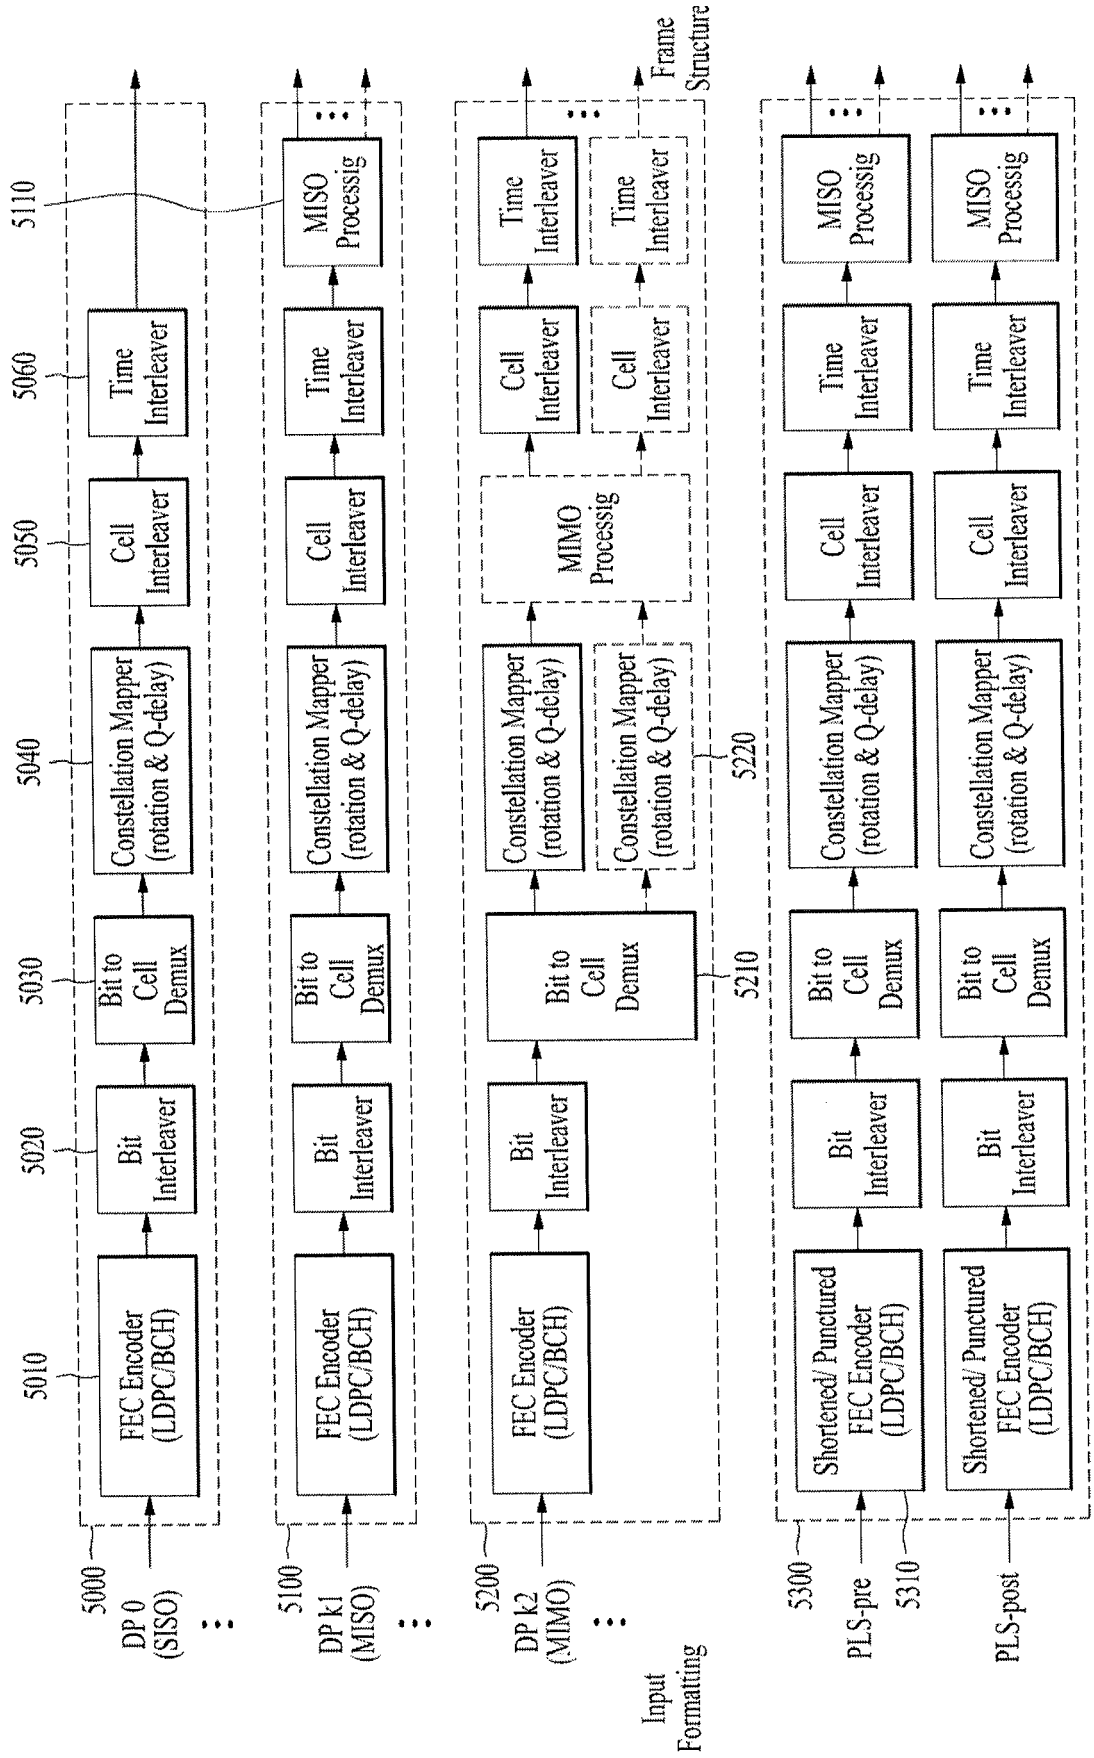 5010
5020
5030
5040
5050
5060
5000
DP 0
(SISO)
FEC Encoder
(LDPC/BCH)
Bit
Interleaver
Bit to
Cell
Demux
Constellation Mapper
(rotation & Q-delay)
Cell
Interleaver
Time
Interleaver
5110
5100
DP k1
(MISO)
FEC Encoder
(LDPC/BCH)
Bit
Interleaver
Bit to
Cell
Demux
Constellation Mapper
(rotation & Q-delay)
Cell
Interleaver
Time
Interleaver
MISO
Processig
5200
DP k2
(MIMO)
FEC Encoder
(LDPC/BCH)
Bit
Interleaver
Bit to
Cell
Demux
5210
Constellation Mapper
(rotation & Q-delay)
Constellation Mapper
(rotation & Q-delay)
5220
MIMO
Processig
Cell
Interleaver
Time
Interleaver
Cell
Interleaver
Time
Interleaver
Input
Formatting
Frame
Structure
5300
PLS-pre
5310
Shortened/ Punctured
FEC Encoder
(LDPC/BCH)
Bit
Interleaver
Bit to
Cell
Demux
Constellation Mapper
(rotation & Q-delay)
Cell
Interleaver
Time
Interleaver
MISO
Processig
PLS-post
Shortened/ Punctured
FEC Encoder
(LDPC/BCH)
Bit
Interleaver
Bit to
Cell
Demux
Constellation Mapper
(rotation & Q-delay)
Cell
Interleaver
Time
Interleaver
MISO
Processig